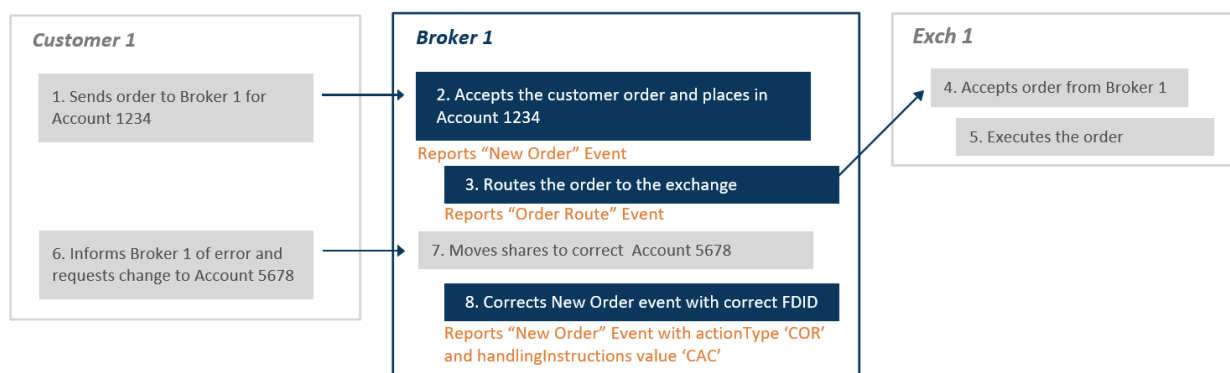 Customer 1
1. Sends order to Broker 1 for
Account 1234
6. Informs Broker 1 of error and
requests change to Account 5678
Broker 1
2. Accepts the customer order and places in
Account 1234
Reports “New Order” Event
3. Routes the order to the exchange
Reports “Order Route” Event
7. Moves shares to correct  Account 5678
8. Corrects New Order event with correct FDID
Reports “New Order” Event with actionType ‘COR’
and handlingInstructions value ‘CAC’
Exch 1
4. Accepts order from Broker 1
5. Executes the order